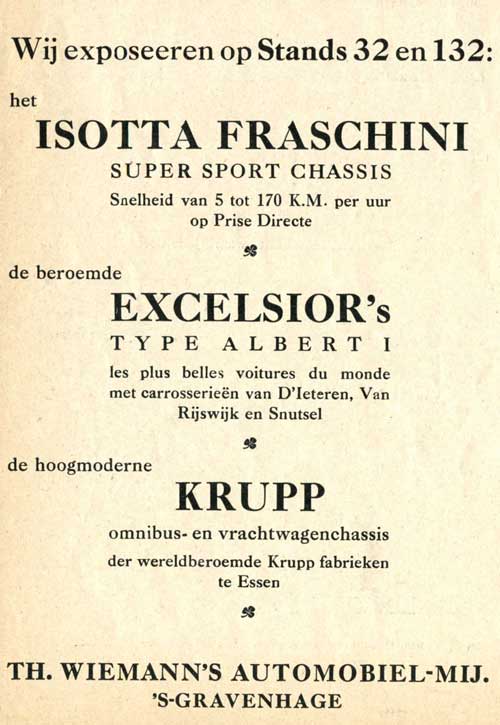 Wij exposeeren op Stands 32 en 132:
het
ISOTTA FRASCHINI
SUPER SPORT CHASSIS
Snelheid van 5 tot 170 K.M. per uur
op Prise Directe
de beroemde
EXCELSIOR's
TYPE ALBERT I
les plus belles voitures du monde
met carrosserieën van D'Ieteren, Van
Rijswijk en Snutsel
de hoogmoderne
KRUPP
omnibus- en vrachtwagenchassis
der wereldberoemde Krupp fabrieken
te Essen
TH. WIEMANN'S AUTOMOBIEL-MIJ.
'S-GRAVENHAGE